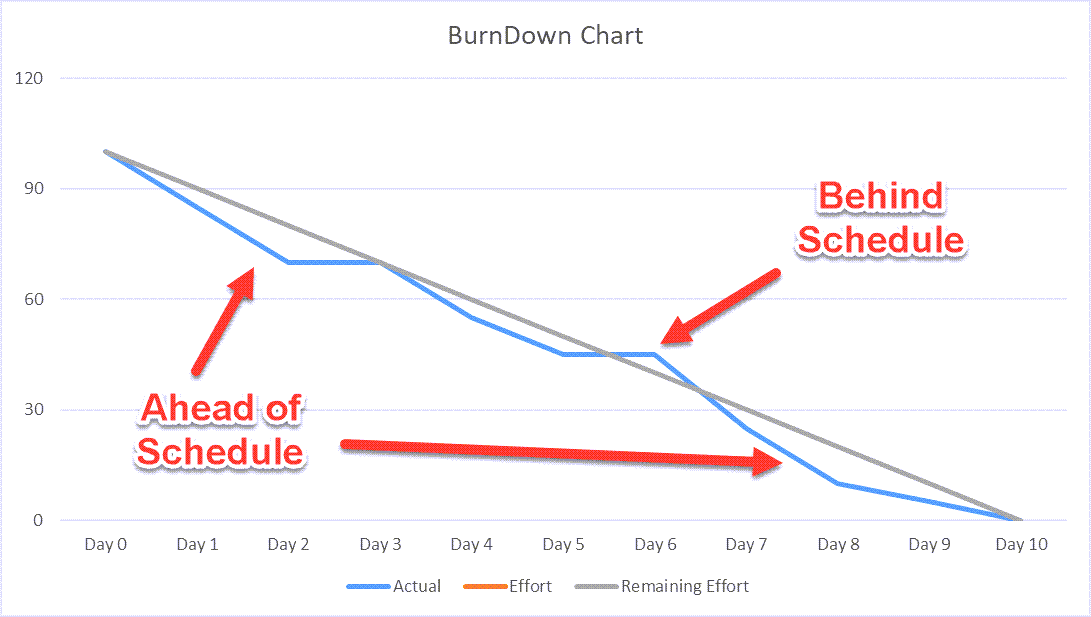 BurnDown Chart
120
90
60
30
0
Behind
Schedule
Ahead of
Schedule
Day 0 Day 1 Day 2 Day 3 Day 4 Day 5 Day 6 Day 7 Day 8 Day 9 Day 10
Actual Effort Remaining Effort